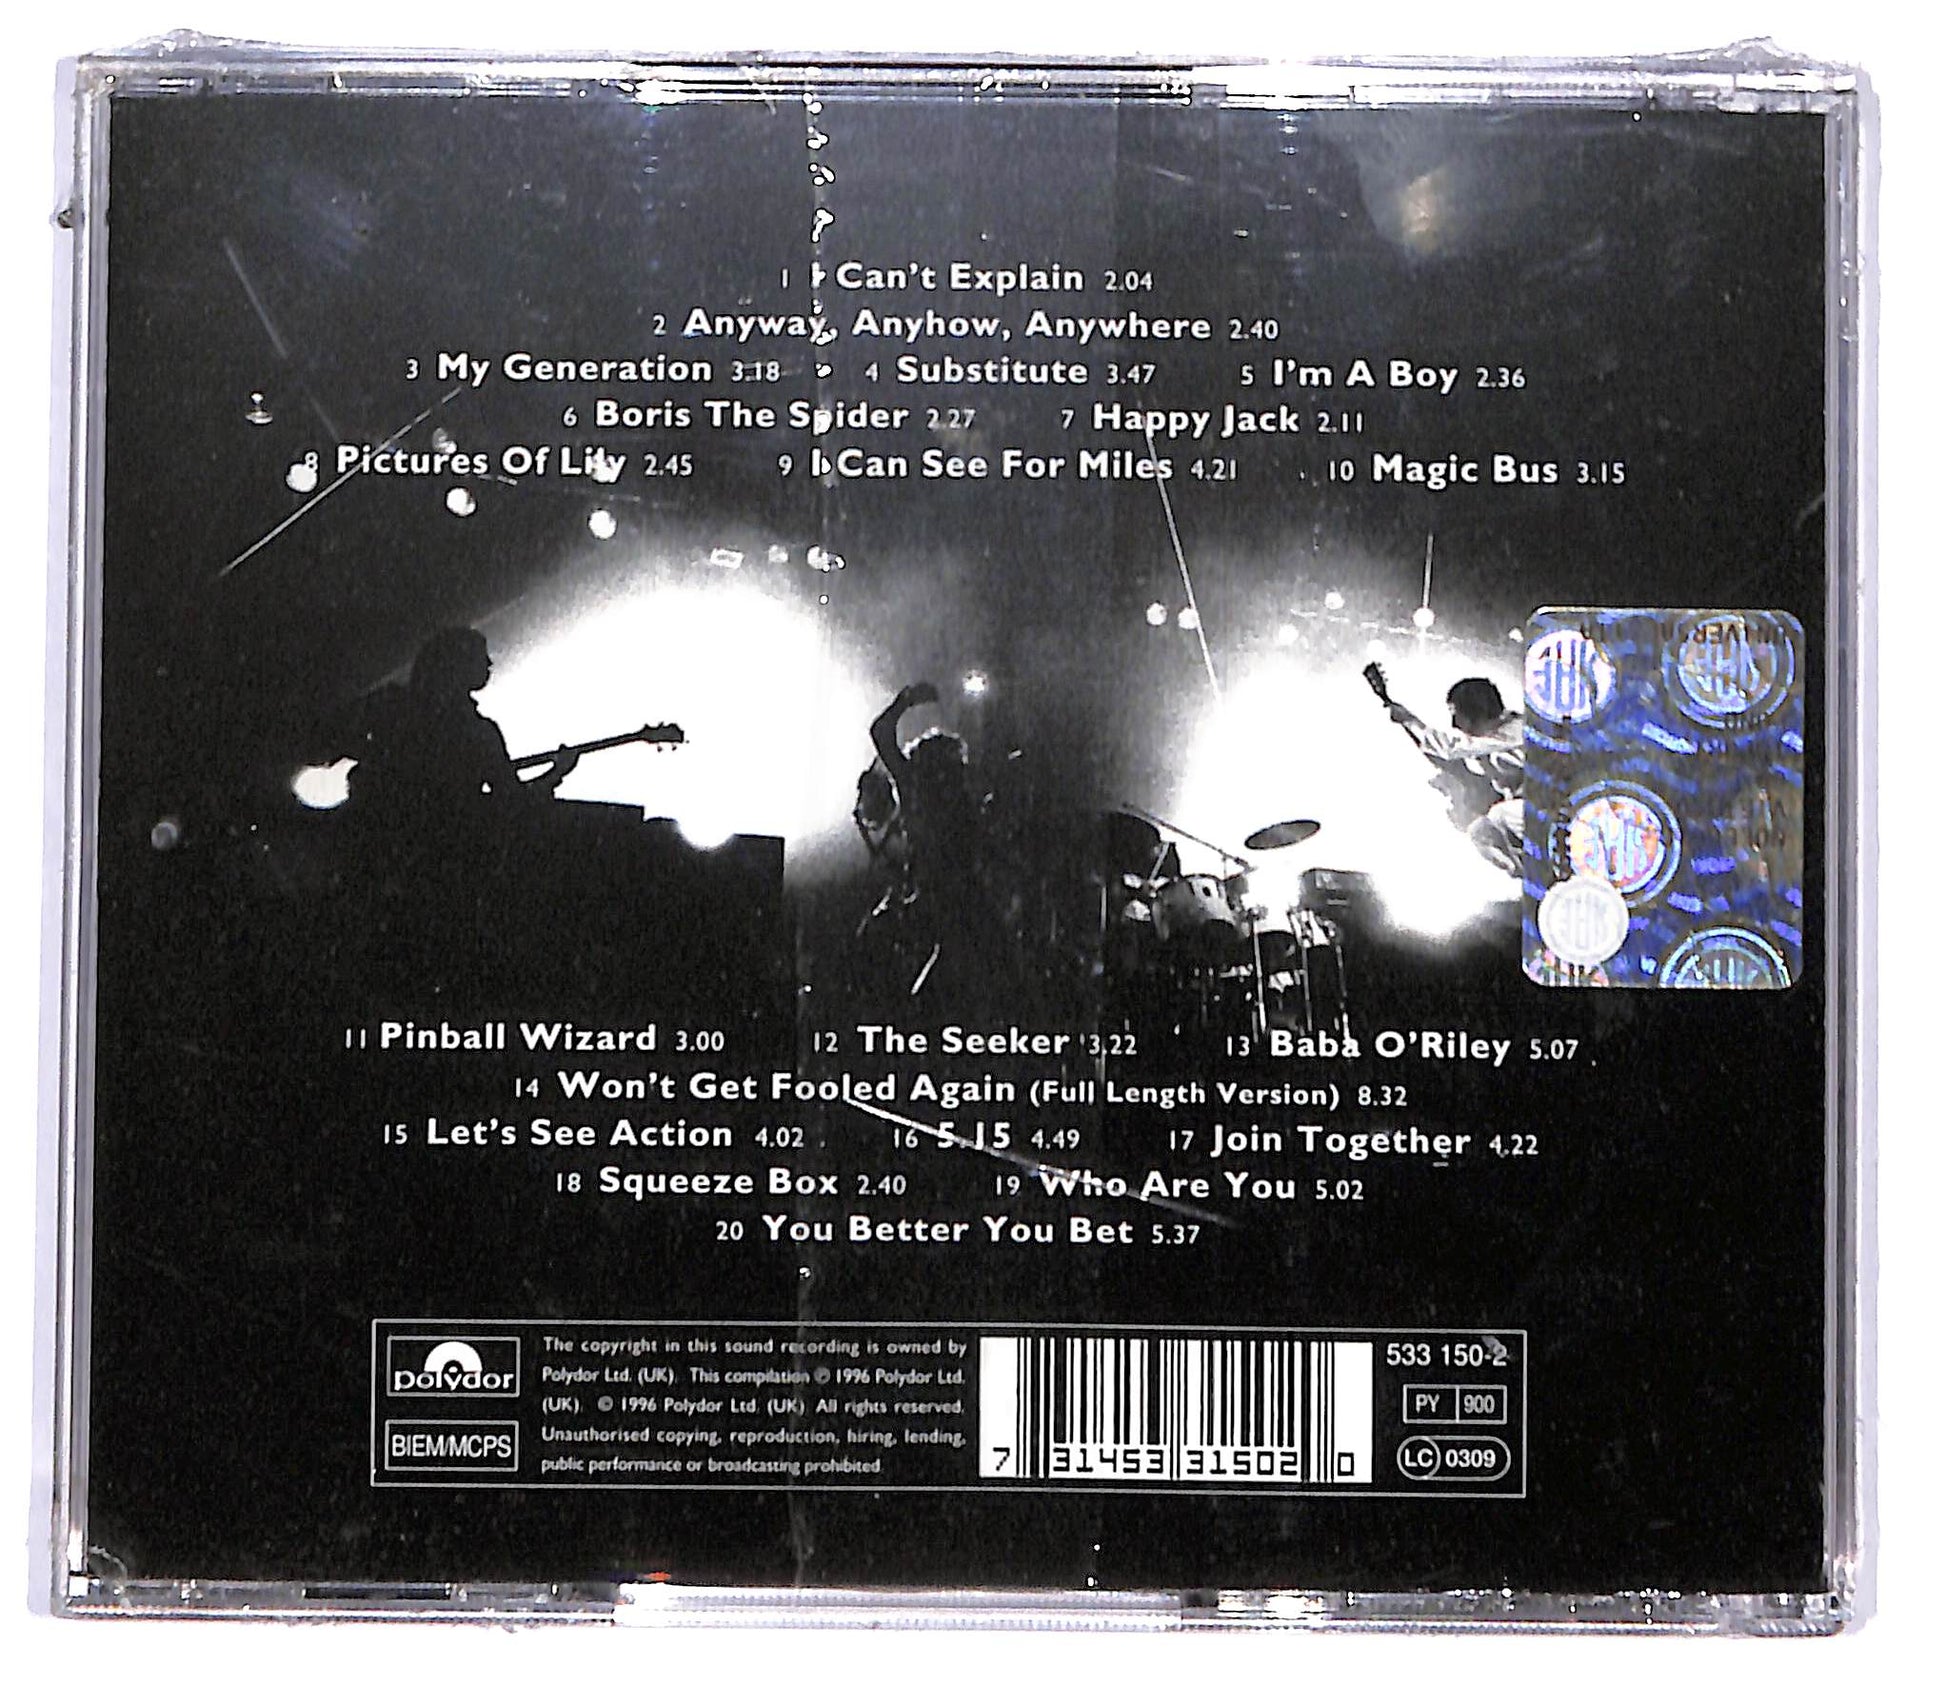 1 I Can't Explain 2.04
2 Anyway, Anyhow, Anywhere 2.40
3 My Generation 3.18 4 Substitute 3.47 5 I'm A Boy 2.36
6 Boris The Spider 2.27 7 Happy Jack 2.11
8 Pictures Of Lily 2.45 9 I Can See For Miles 4.21 10 Magic Bus 3.15
SIAE
SIAE
UNIVERSAL
SIAE
SIAE
11 Pinball Wizard 3.00 12 The Seeker 3.22 13 Baba O'Riley 5.07
14 Won't Get Fooled Again (Full Length Version) 8.32
15 Let's See Action 4.02 16 5.15 4.49 17 Join Together 4.22
18 Squeeze Box 2.40 19 Who Are You 5.02
20 You Better You Bet 5.37
polydor
BIEM/MCPS
The copyright in this sound recording is owned by
Polydor Ltd. (UK). This compilation ℗ 1996 Polydor Ltd.
(UK). © 1996 Polydor Ltd. (UK) All rights reserved.
Unauthorised copying, reproduction, hiring, lending,
public performance or broadcasting prohibited.
7 31453 31502 0
533 150-2
PY 900
LC 0309